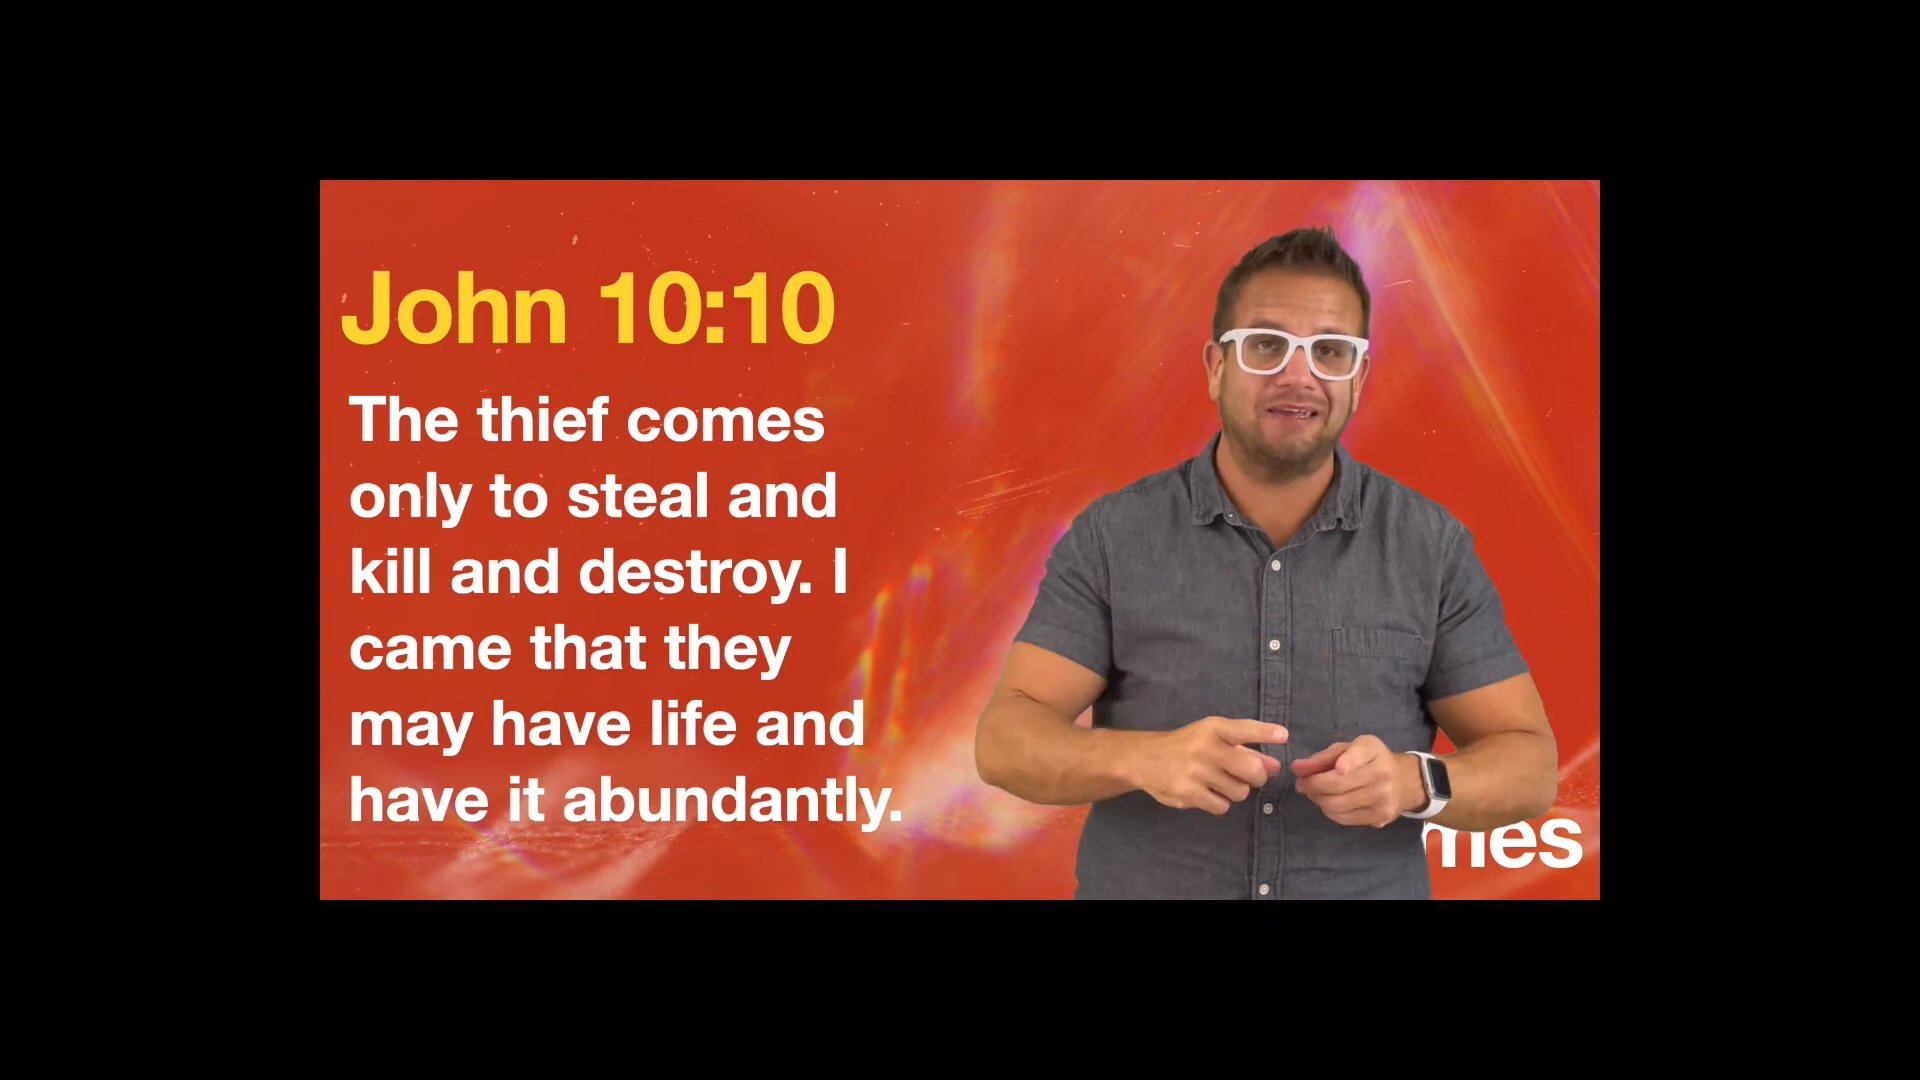 John 10:10
The thief comes
only to steal and
kill and destroy. I
came that they
may have life and
have it abundantly.